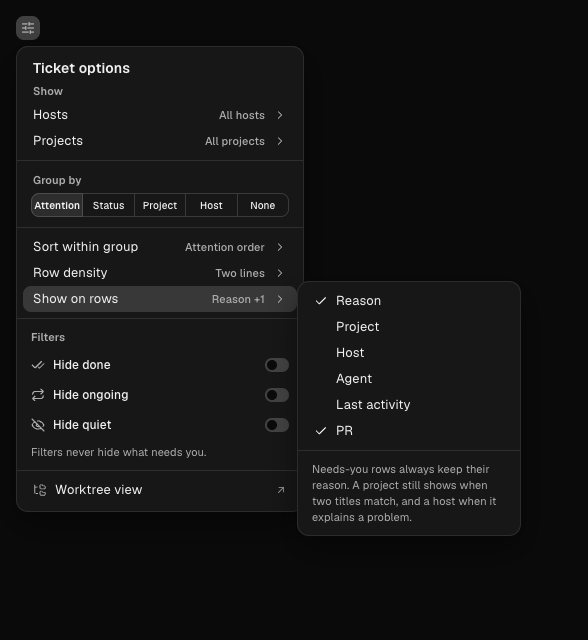 Ticket options
Show
Hosts All hosts
Projects All projects
Group by
Attention Status Project Host None
Sort within group Attention order
Row density Two lines
Show on rows Reason +1
Filters
Hide done
Hide ongoing
Hide quiet
Filters never hide what needs you.
Worktree view
Reason
Project
Host
Agent
Last activity
PR
Needs-you rows always keep their
reason. A project still shows when
two titles match, and a host when it
explains a problem.